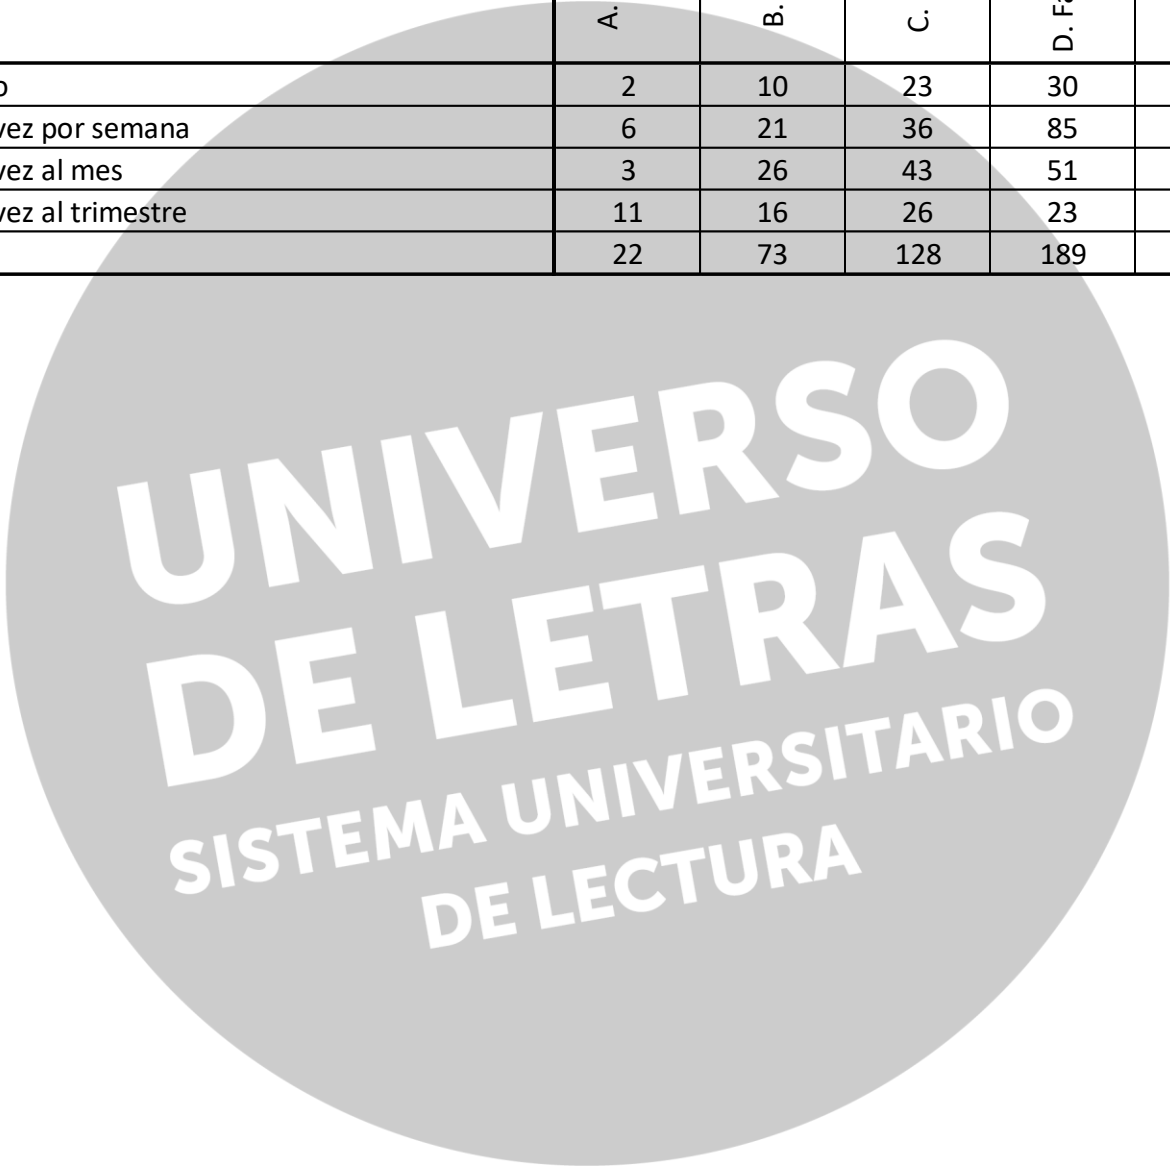 A. B. C. D. Fa
o 2 10 23 30
vez por semana 6 21 36 85
vez al mes 3 26 43 51
vez al trimestre 11 16 26 23
22 73 128 189
UNIVERSO
DE LETRAS
SISTEMA UNIVERSITARIO
DE LECTURA